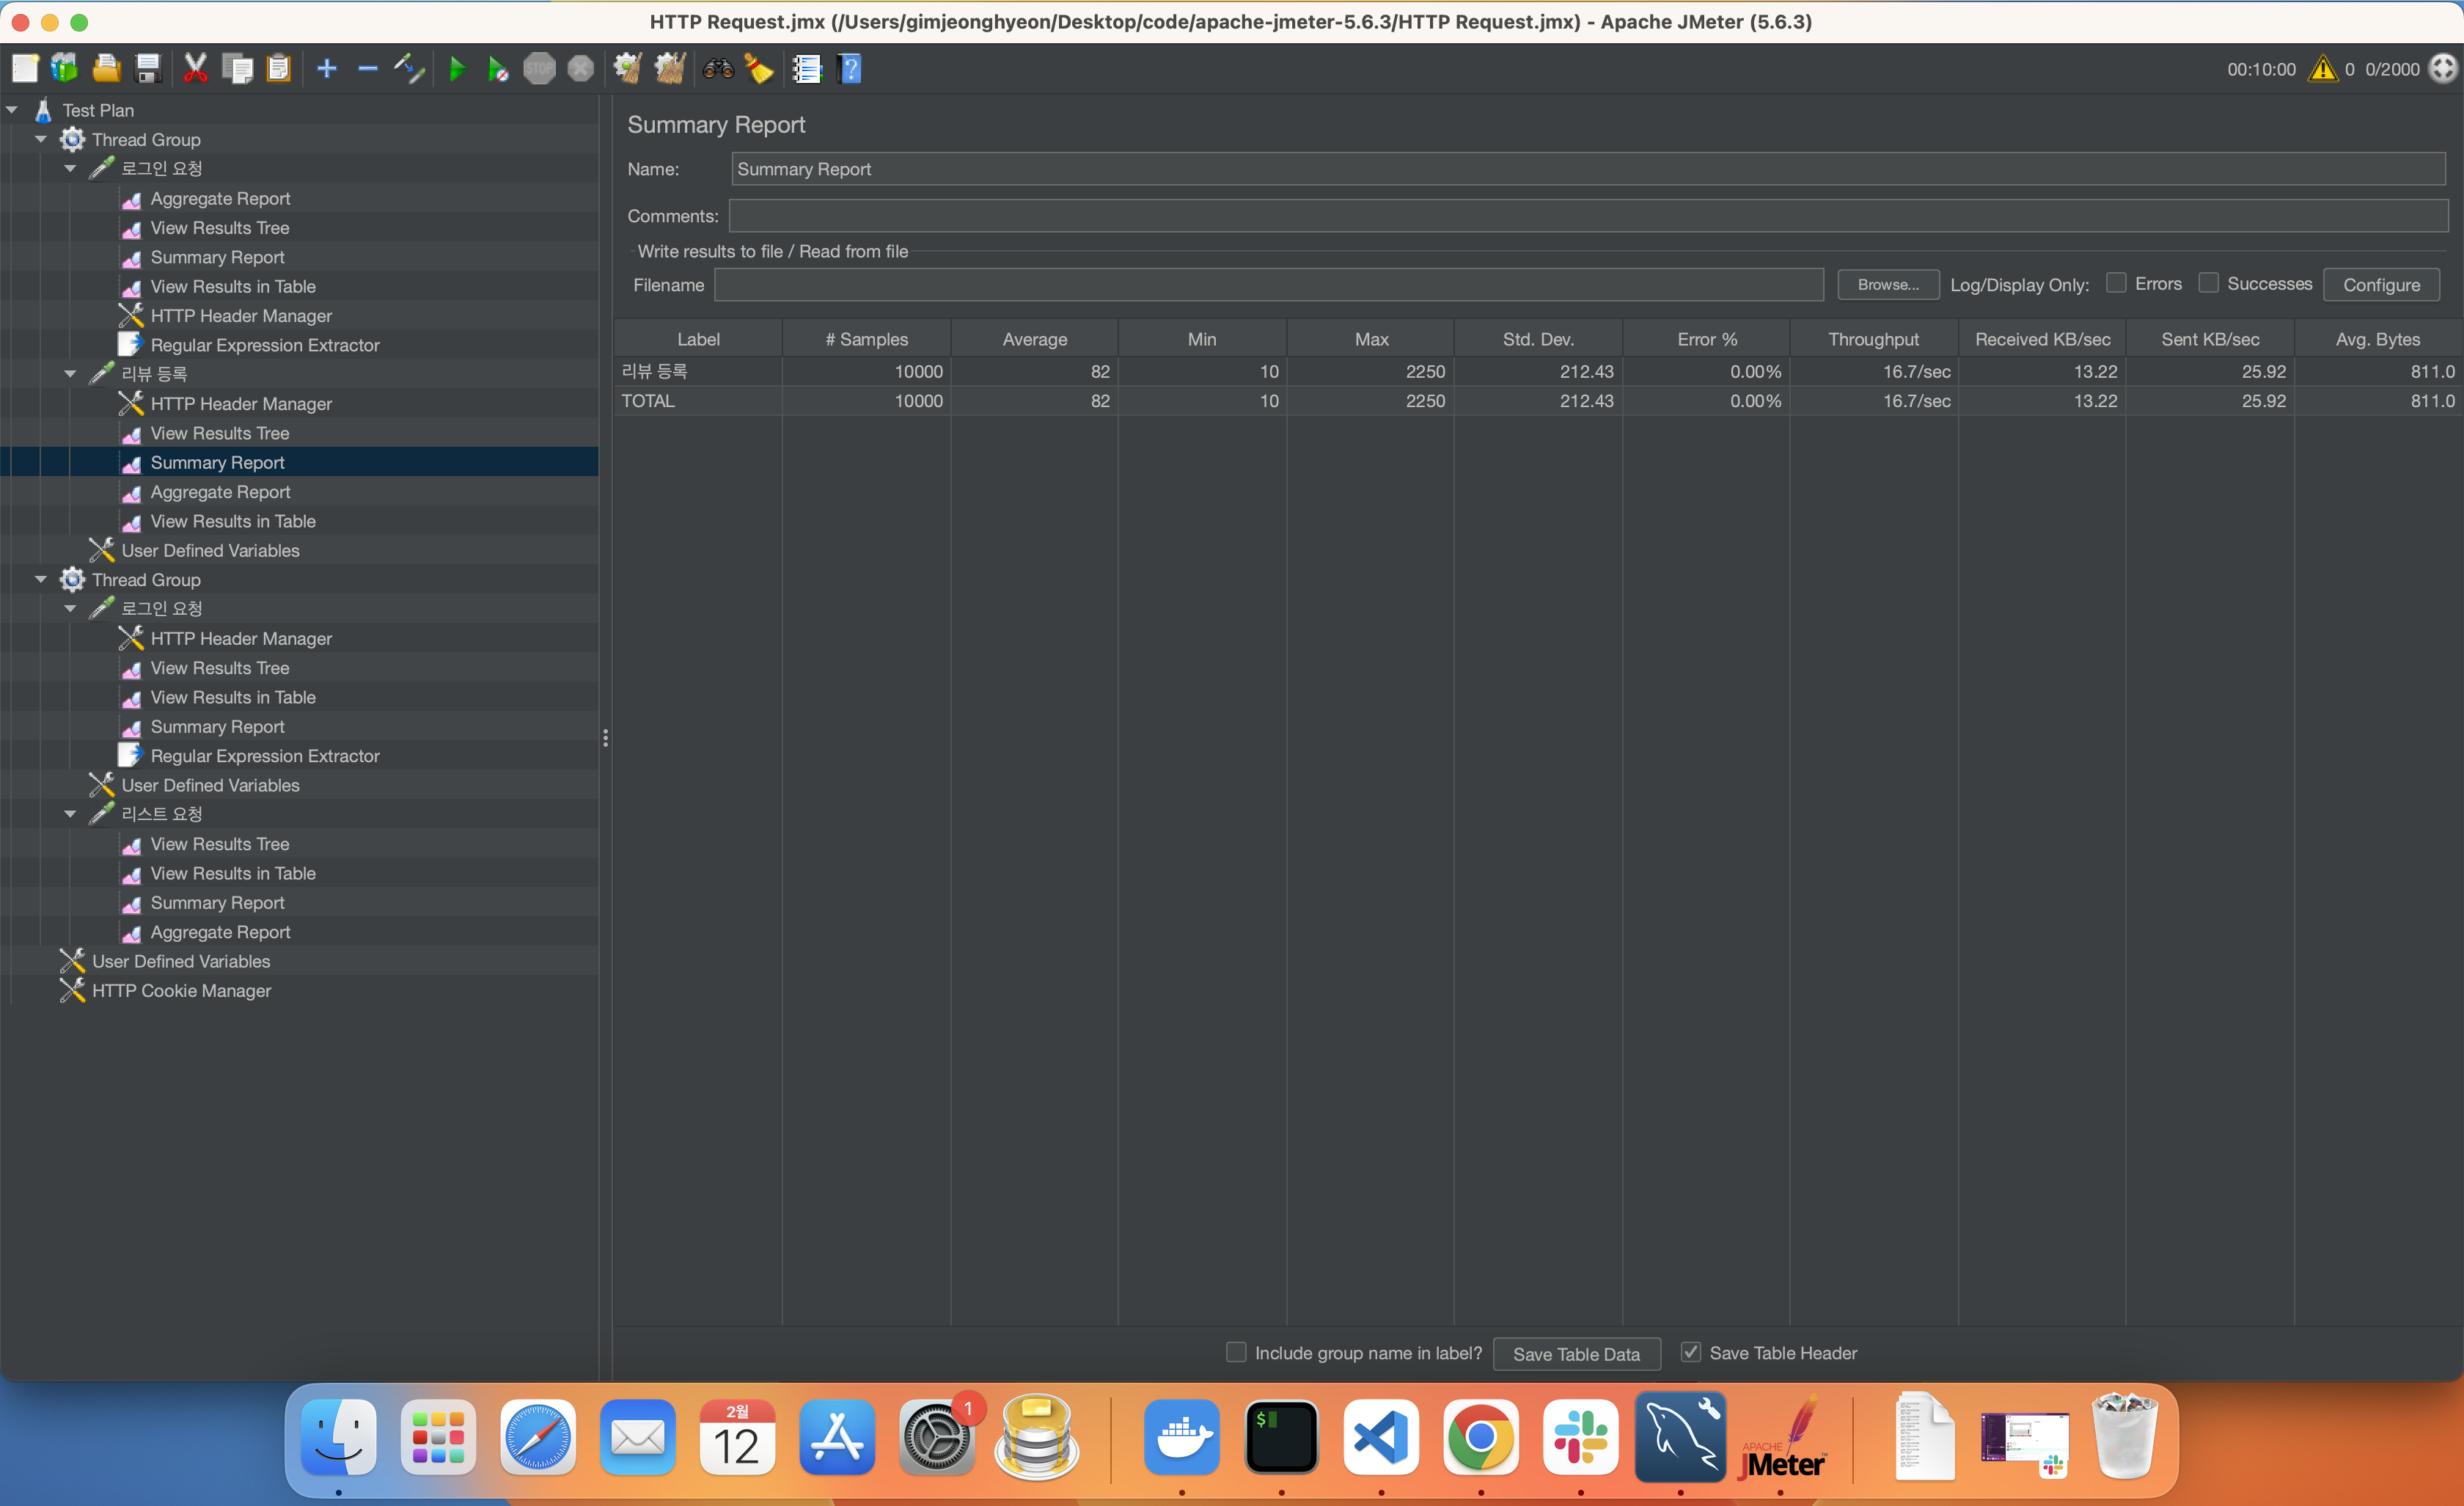 HTTP Request.jmx (/Users/gimjeonghyeon/Desktop/code/apache-jmeter-5.6.3/HTTP Request.jmx) - Apache JMeter (5.6.3)
STOP ? 00:10:00 0 0/2000
Test Plan
Thread Group
로그인 요청
Aggregate Report
View Results Tree
Summary Report
View Results in Table
HTTP Header Manager
Regular Expression Extractor
리뷰 등록
HTTP Header Manager
View Results Tree
Summary Report
Aggregate Report
View Results in Table
User Defined Variables
Thread Group
로그인 요청
HTTP Header Manager
View Results Tree
View Results in Table
Summary Report
Regular Expression Extractor
User Defined Variables
리스트 요청
View Results Tree
View Results in Table
Summary Report
Aggregate Report
User Defined Variables
HTTP Cookie Manager
Summary Report
Name: Summary Report
Comments:
Write results to file / Read from file
Filename Browse... Log/Display Only: Errors Successes Configure
Label # Samples Average Min Max Std. Dev. Error % Throughput Received KB/sec Sent KB/sec Avg. Bytes
리뷰 등록 10000 82 10 2250 212.43 0.00% 16.7/sec 13.22 25.92 811.0
TOTAL 10000 82 10 2250 212.43 0.00% 16.7/sec 13.22 25.92 811.0
Include group name in label? Save Table Data Save Table Header
2월
12
1
$
APACHE
JMeter